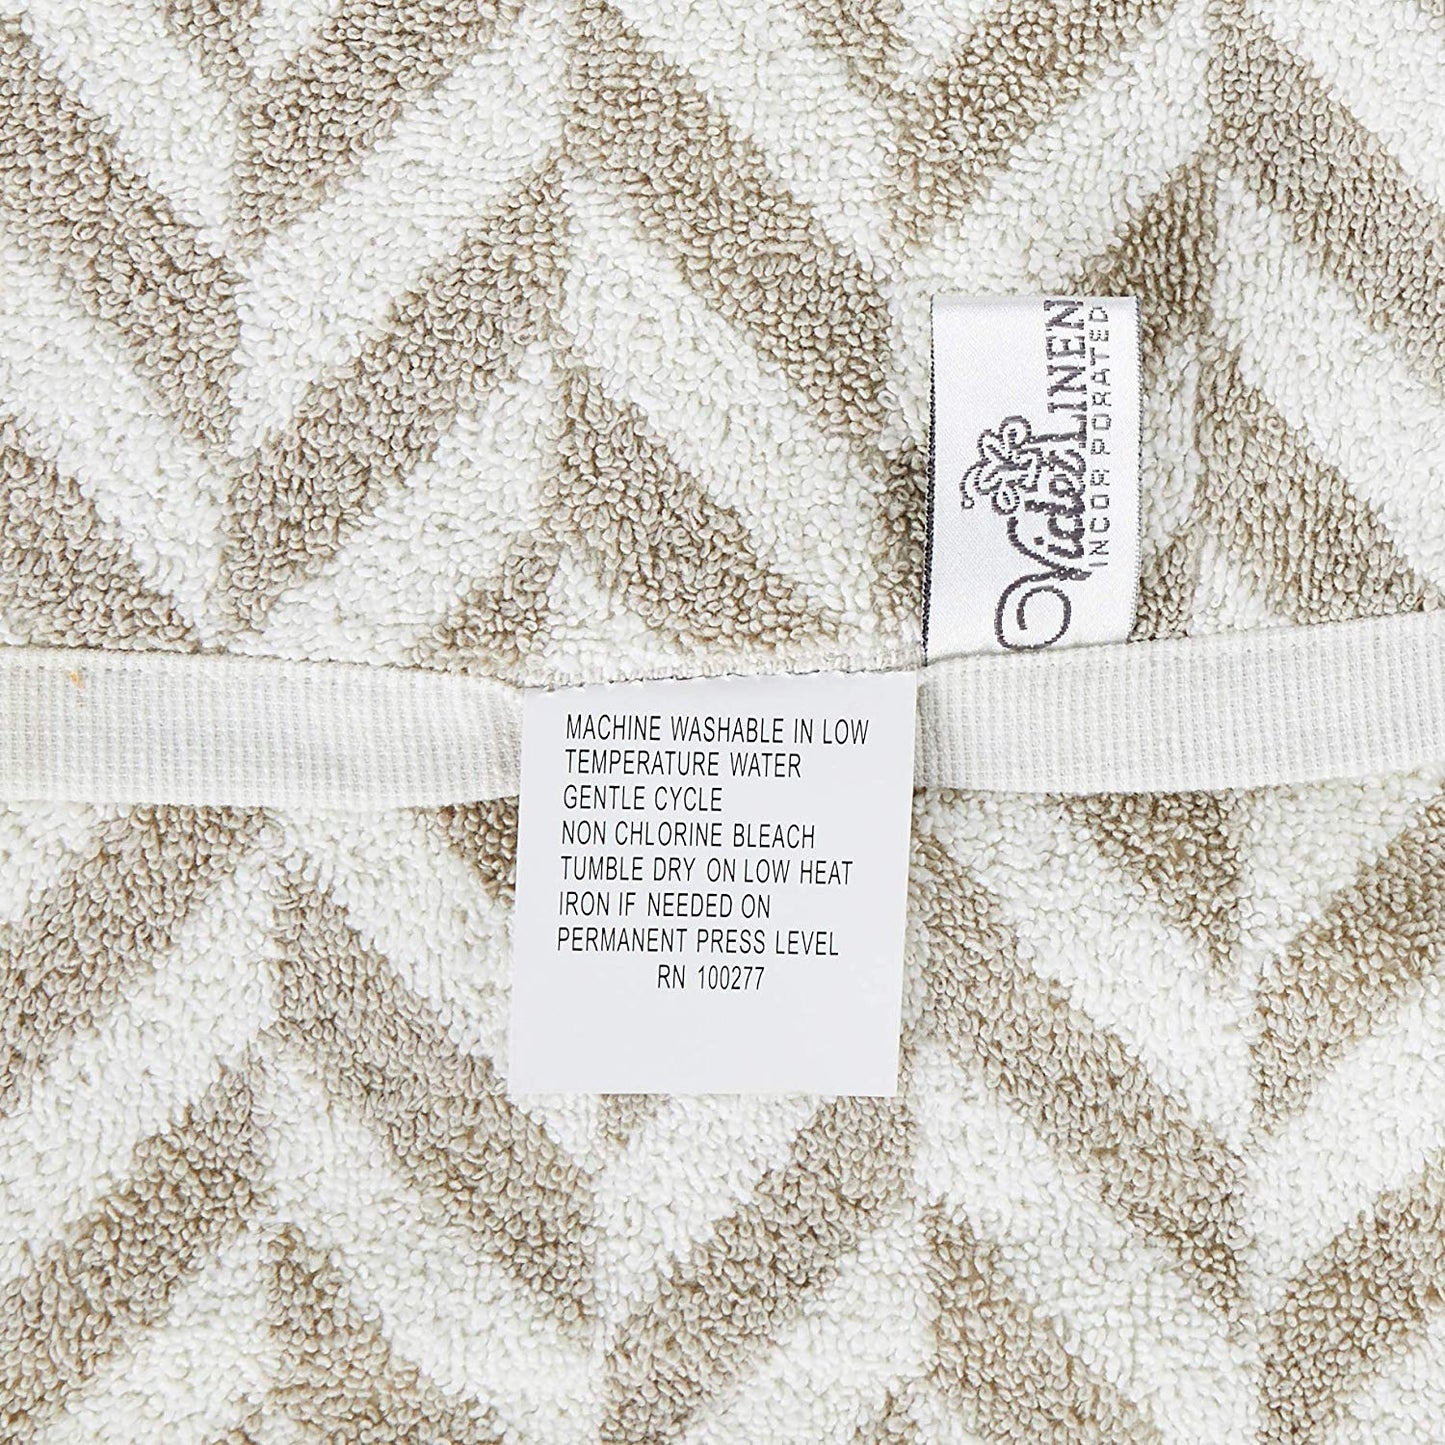 Violet LINEN
INCORPORATED
MACHINE WASHABLE IN LOW
TEMPERATURE WATER
GENTLE CYCLE
NON CHLORINE BLEACH
TUMBLE DRY ON LOW HEAT
IRON IF NEEDED ON
PERMANENT PRESS LEVEL
RN 100277